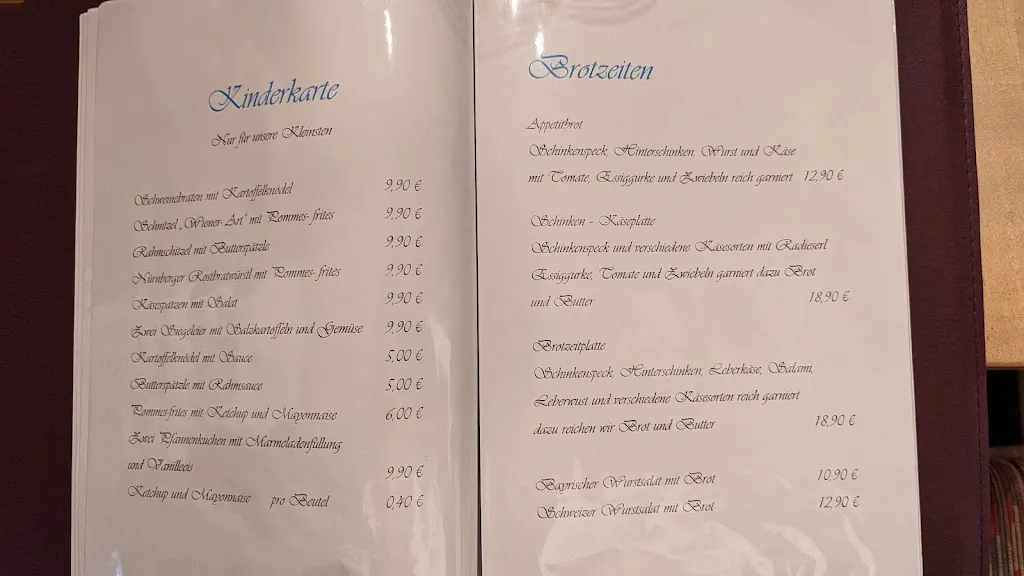 Kinderkarte
Nur für unsere Kleinsten
Schweinebraten mit Kartoffelknödel 9,90 €
Schnitzel „Wiener-Art" mit Pommes-frites 9,90 €
Rahmschitzel mit Butterspätzle 9,90 €
Nürnberger Rostbratwürstl mit Pommes-frites 9,90 €
Käsespatzen mit Salat 9,90 €
Zwei Siegeleier mit Salzkartoffeln und Gemüse 9,90 €
Kartoffelknödel mit Sauce 5,00 €
Butterspätzle mit Rahmsauce 5,00 €
Pommes-frites mit Ketchup und Mayonnaise 6,00 €
Zwei Pfannenkuchen mit Marmeladenfüllung
und Vanilleeis 9,90 €
Ketchup und Mayonnaise pro Beutel 0,40 €
Brotzeiten
Appetitbrot
Schinkenspeck, Hinterschinken, Wurst und Käse
mit Tomate, Essiggurke und Zwiebeln reich garniert 12,90 €
Schinken - Käseplatte
Schinkenspeck und verschiedene Käsesorten mit Radieserl
Essiggurke, Tomate und Zwiebeln garniert dazu Brot
und Butter 18,90 €
Brotzeitplatte
Schinkenspeck, Hinterschinken, Leberkäse, Salami,
Leberwust und verschiedene Käsesorten reich garniert
dazu reichen wir Brot und Butter 18,90 €
Bayrischer Wurstsalat mit Brot 10,90 €
Schweizer Wurstsalat mit Brot 12,90 €